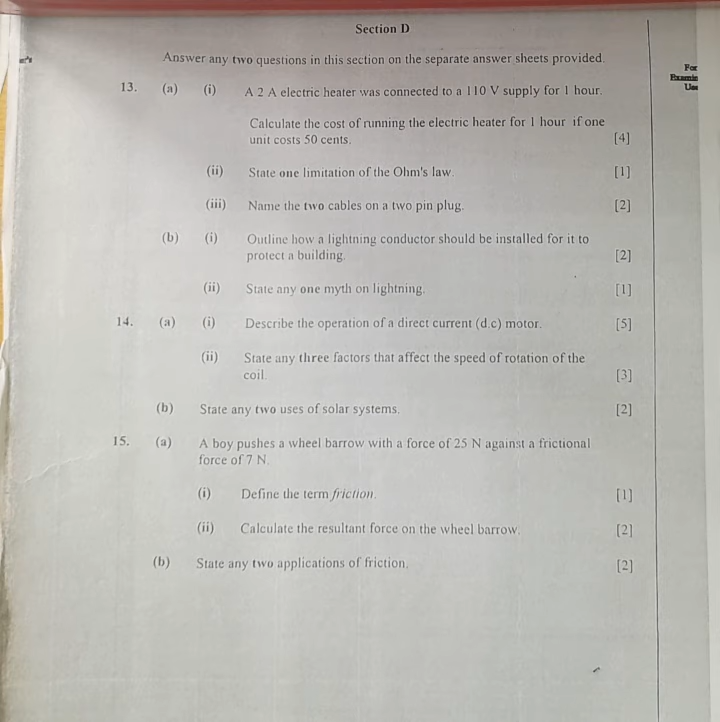 Section D
Answer any two questions in this section on the separate answer sheets provided.
For
Examin
Use
13. (a) (i) A 2 A electric heater was connected to a 110 V supply for 1 hour.
Calculate the cost of running the electric heater for 1 hour if one
unit costs 50 cents. [4]
(ii) State one limitation of the Ohm's law. [1]
(iii) Name the two cables on a two pin plug. [2]
(b) (i) Outline how a lightning conductor should be installed for it to
protect a building. [2]
(ii) State any one myth on lightning. [1]
14. (a) (i) Describe the operation of a direct current (d.c) motor. [5]
(ii) State any three factors that affect the speed of rotation of the
coil. [3]
(b) State any two uses of solar systems. [2]
15. (a) A boy pushes a wheel barrow with a force of 25 N against a frictional
force of 7 N.
(i) Define the term friction. [1]
(ii) Calculate the resultant force on the wheel barrow. [2]
(b) State any two applications of friction. [2]